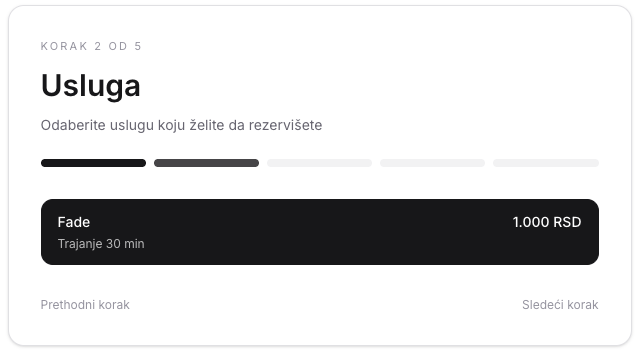 KORAK 2 OD 5
Usluga
Odaberite uslugu koju želite da rezervišete
Fade 1.000 RSD
Trajanje 30 min
Prethodni korak Sledeći korak